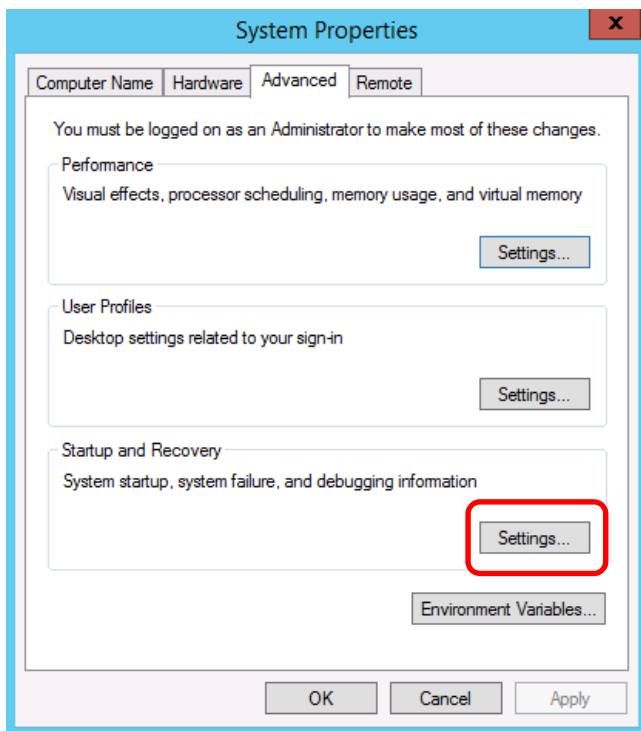 System Properties
x
Computer Name Hardware Advanced Remote
You must be logged on as an Administrator to make most of these changes.
Performance
Visual effects, processor scheduling, memory usage, and virtual memory
Settings...
User Profiles
Desktop settings related to your sign-in
Settings...
Startup and Recovery
System startup, system failure, and debugging information
Settings...
Environment Variables...
OK Cancel Apply